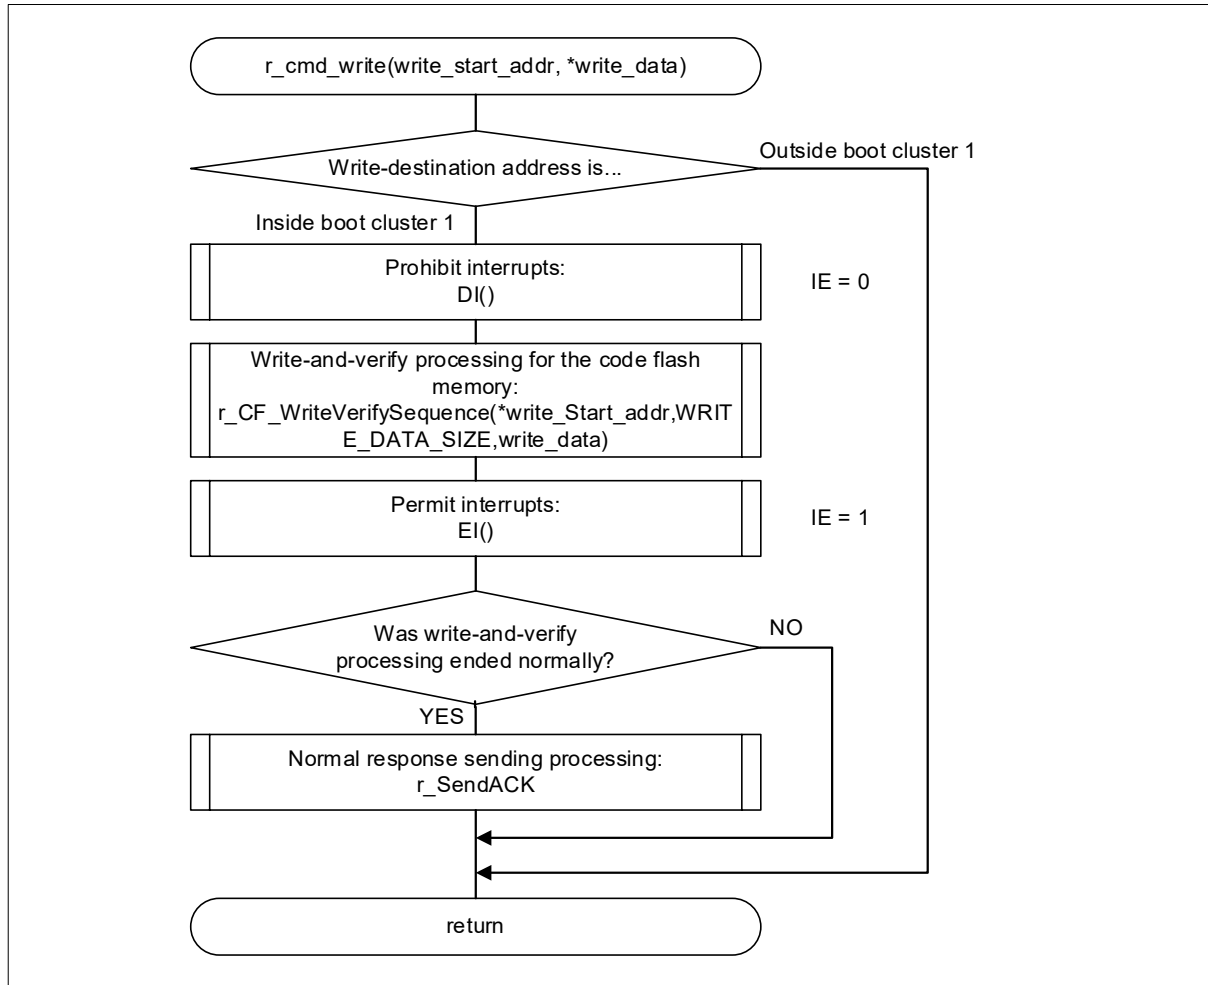 r_cmd_write(write_start_addr, *write_data)
Outside boot cluster 1
Write-destination address is...
Inside boot cluster 1
Prohibit interrupts:
DI()
IE = 0
Write-and-verify processing for the code flash
memory:
r_CF_WriteVerifySequence(*write_Start_addr,WRIT
E_DATA_SIZE,write_data)
Permit interrupts:
EI()
IE = 1
Was write-and-verify
processing ended normally?
NO
YES
Normal response sending processing:
r_SendACK
return